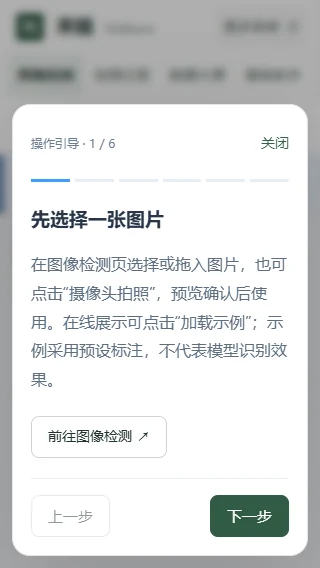 操作引导 · 1 / 6
关闭
先选择一张图片
在图像检测页选择或拖入图片，也可
点击“摄像头拍照”，预览确认后使
用。在线展示可点击“加载示例”；示
例采用预设标注，不代表模型识别效
果。
前往图像检测 ↗
上一步
下一步